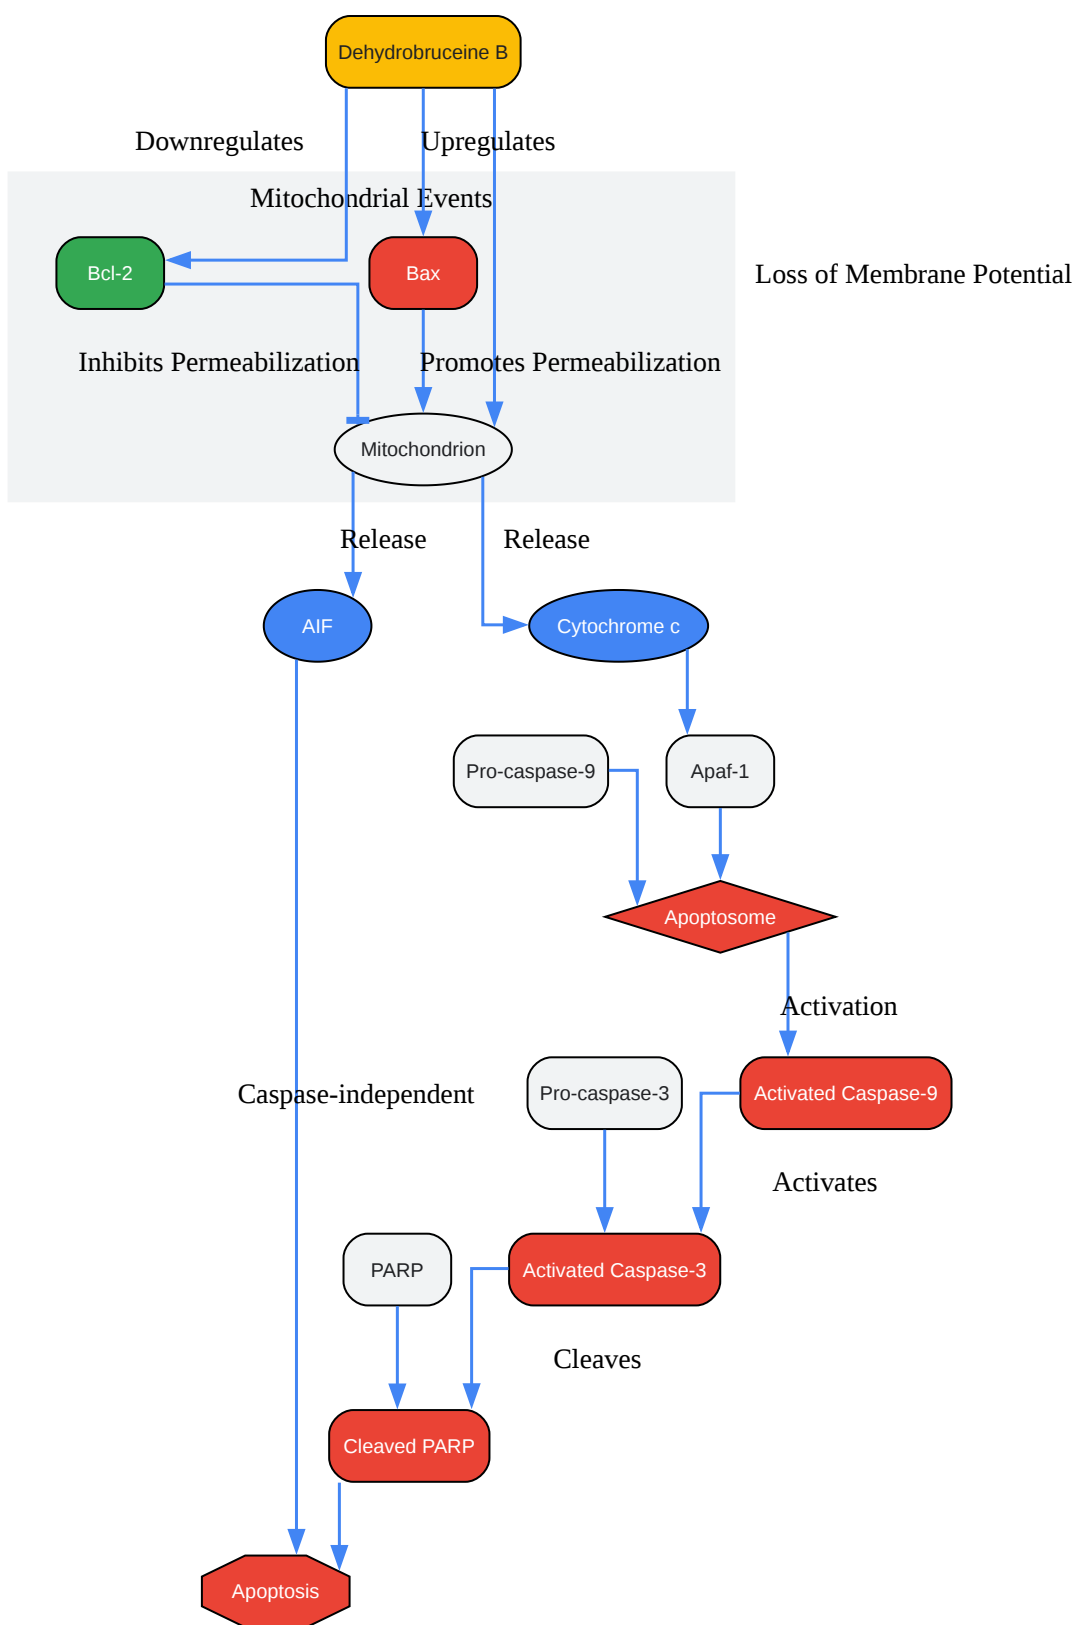 Dehydrobruceine B
Downregulates
Upregulates
Mitochondrial Events
Bcl-2
Bax
Loss of Membrane Potential
Inhibits Permeabilization
Promotes Permeabilization
Mitochondrion
Release
Release
AIF
Cytochrome c
Pro-caspase-9
Apaf-1
Apoptosome
Activation
Caspase-independent
Pro-caspase-3
Activated Caspase-9
Activates
PARP
Activated Caspase-3
Cleaves
Cleaved PARP
Apoptosis